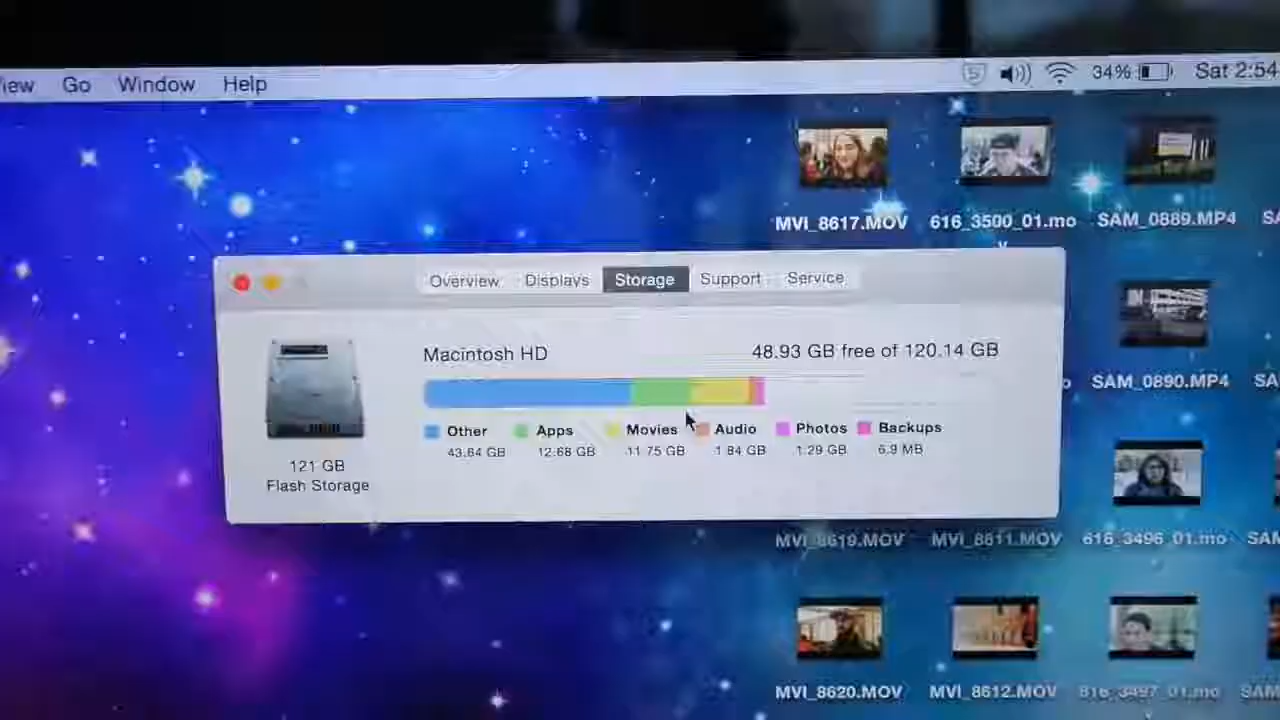 Go Window Help 34% Sat 2:54
MVI_8617.MOV 616_3500_01.mo
v SAM_0889.MP4
Overview Displays Storage Support Service
Macintosh HD 48.93 GB free of 120.14 GB
Other Apps Movies Audio Photos Backups
43.64 GB 12.68 GB 11.75 GB 1.84 GB 1.29 GB 6.9 MB
121 GB
Flash Storage
SAM_0890.MP4
MVI_8619.MOV MVI_8611.MOV 616_3496_01.mo
MVI_8620.MOV MVI_8612.MOV 616_3497_01.mo